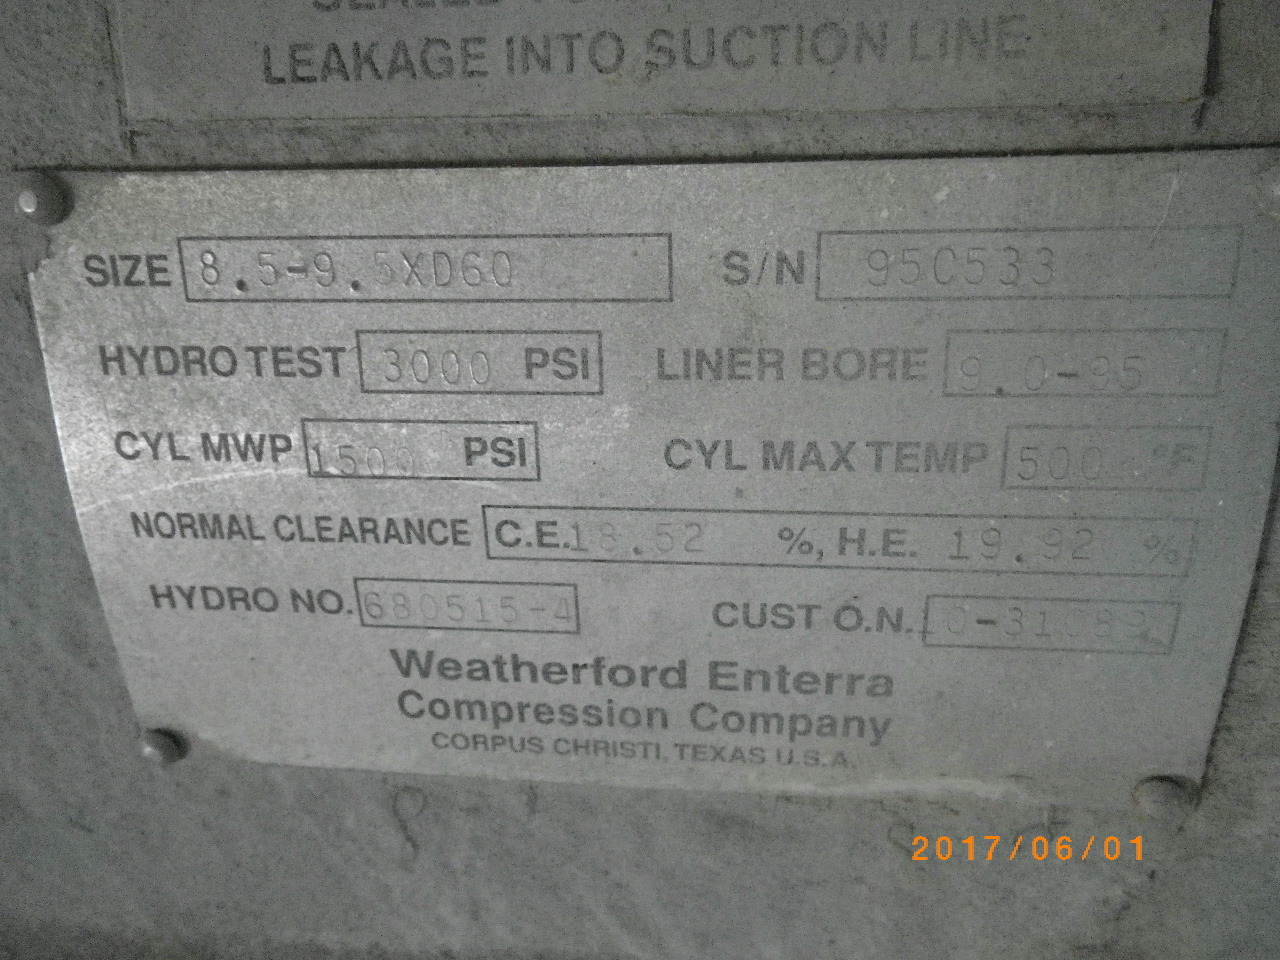 LEAKAGE INTO SUCTION LINE
SIZE 8.5-9.5XD60 S/N 95C533
HYDRO TEST 3000 PSI LINER BORE 9.0-95
CYL MWP 1500 PSI CYL MAX TEMP 500 °F
NORMAL CLEARANCE C.E. 18.52 %, H.E. 19.92 %
HYDRO NO. 680515-4 CUST O.N.
Weatherford Enterra
Compression Company
CORPUS CHRISTI, TEXAS U.S.A.
2017/06/01